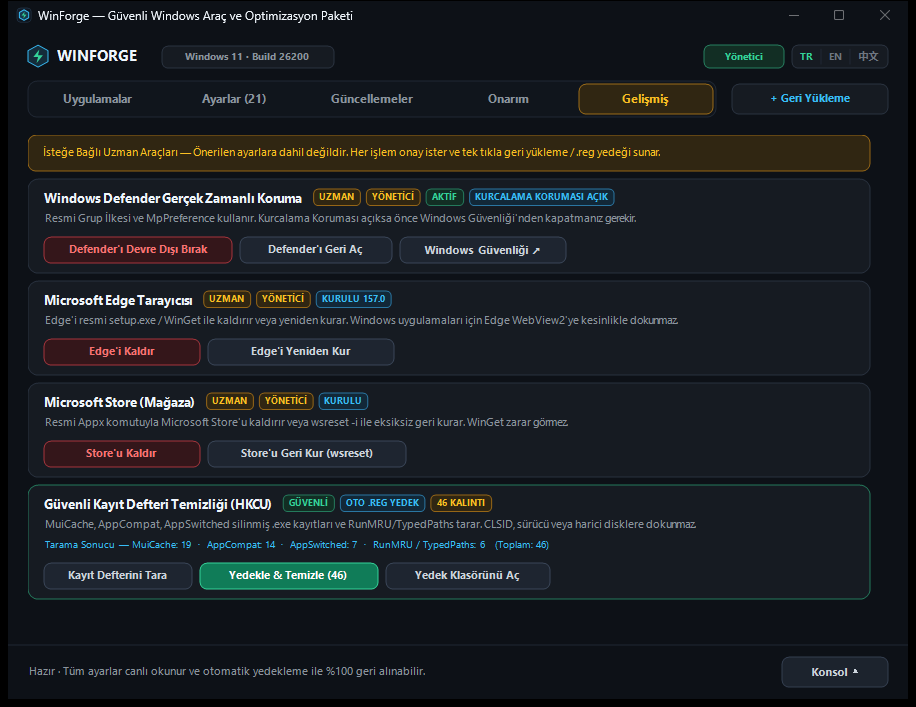 WinForge — Güvenli Windows Araç ve Optimizasyon Paketi
WINFORGE
Windows 11 • Build 26200
Yönetici
TR EN 中文
Uygulamalar
Ayarlar (21)
Güncellemeler
Onarım
Gelişmiş
+ Geri Yükleme
İsteğe Bağlı Uzman Araçları — Önerilen ayarlara dahil değildir. Her işlem onay ister ve tek tıkla geri yükleme / .reg yedeği sunar.
Windows Defender Gerçek Zamanlı Koruma UZMAN YÖNETİCİ AKTİF KURCALAMA KORUMASI AÇIK
Resmi Grup İlkesi ve MpPreference kullanır. Kurcalama Koruması açıksa önce Windows Güvenliği'nden kapatmanız gerekir.
Defender'ı Devre Dışı Bırak
Defender'ı Geri Aç
Windows Güvenliği ↗
Microsoft Edge Tarayıcısı UZMAN YÖNETİCİ KURULU 157.0
Edge'i resmi setup.exe / WinGet ile kaldırır veya yeniden kurar. Windows uygulamaları için Edge WebView2'ye kesinlikle dokunmaz.
Edge'i Kaldır
Edge'i Yeniden Kur
Microsoft Store (Mağaza) UZMAN YÖNETİCİ KURULU
Resmi Appx komutuyla Microsoft Store'u kaldırır veya wsreset -i ile eksiksiz geri kurar. WinGet zarar görmez.
Store'u Kaldır
Store'u Geri Kur (wsreset)
Güvenli Kayıt Defteri Temizliği (HKCU) GÜVENLİ OTO .REG YEDEK 46 KALINTI
MuiCache, AppCompat, AppSwitched silinmiş .exe kayıtları ve RunMRU/TypedPaths tarar. CLSID, sürücü veya harici disklere dokunmaz.
Tarama Sonucu — MuiCache: 19 · AppCompat: 14 · AppSwitched: 7 · RunMRU / TypedPaths: 6 (Toplam: 46)
Kayıt Defterini Tara
Yedekle & Temizle (46)
Yedek Klasörünü Aç
Hazır · Tüm ayarlar canlı okunur ve otomatik yedekleme ile %100 geri alınabilir.
Konsol ▲